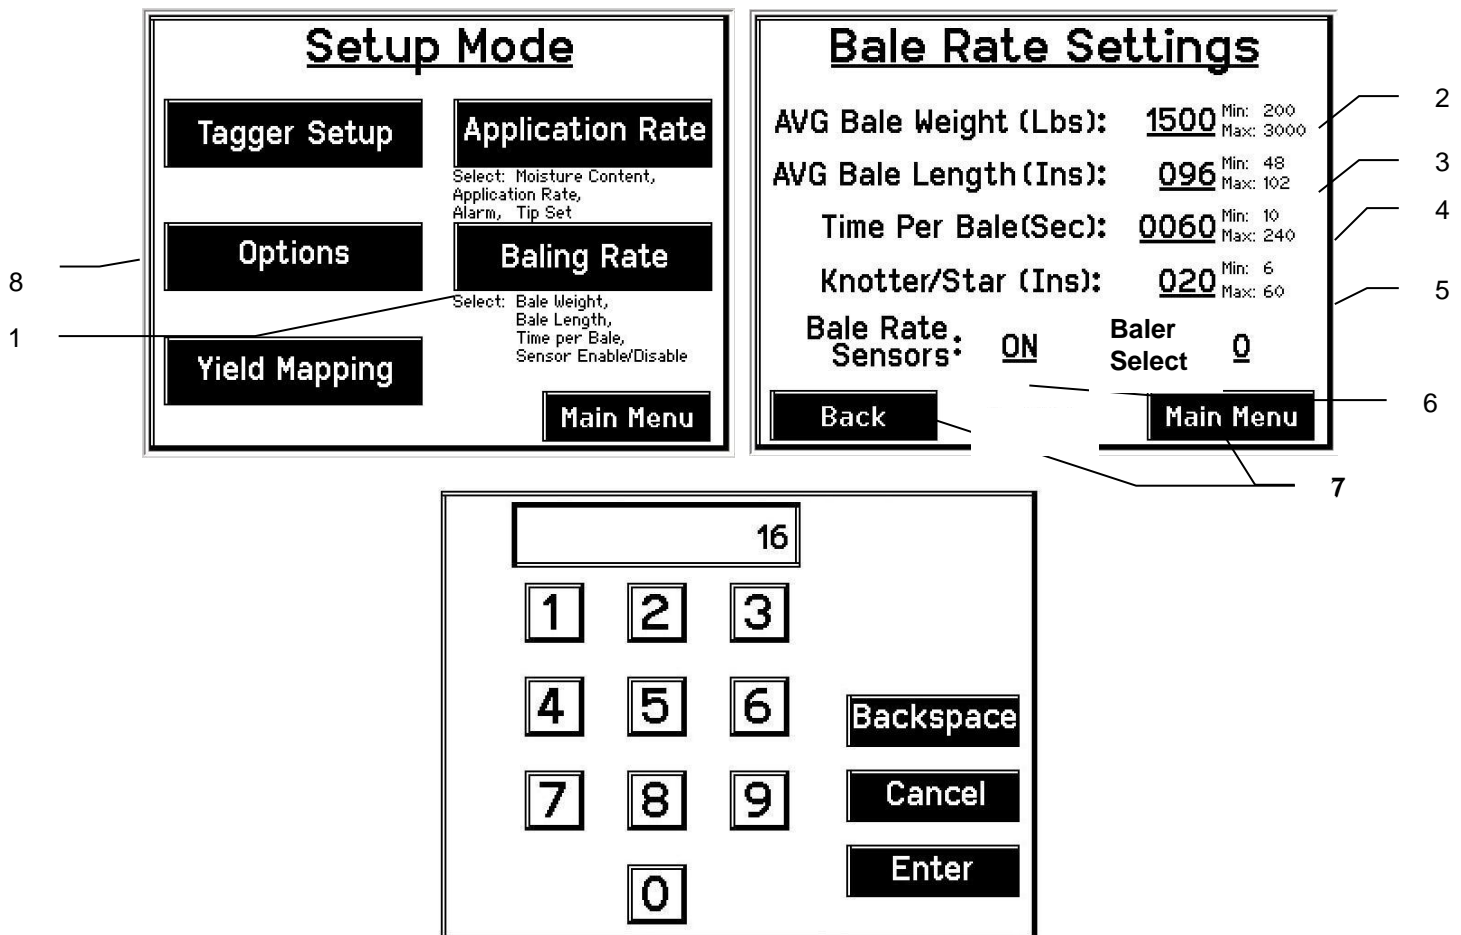 Setup Mode
Tagger Setup
Application Rate
Select: Moisture Content,
Application Rate,
Alarm, Tip Set
Options
Baling Rate
Select: Bale Weight,
Bale Length,
Time per Bale,
Sensor Enable/Disable
Yield Mapping
Main Menu
8
1
Bale Rate Settings
AVG Bale Weight (Lbs): 1500 Min: 200
Max: 3000
AVG Bale Length (Ins): 096 Min: 48
Max: 102
Time Per Bale(Sec): 0060 Min: 10
Max: 240
Knotter/Star (Ins): 020 Min: 6
Max: 60
Bale Rate
Sensors: ON
Baler
Select 0
Back
Main Menu
2
3
4
5
6
7
16
1 2 3
4 5 6
7 8 9
0
Backspace
Cancel
Enter